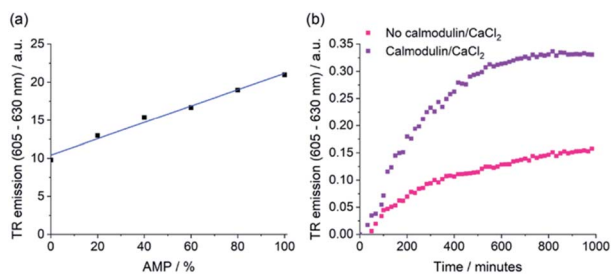 (a)
TR emission (605 - 630 nm) / a.u.
25
20
15
10
5
0
0 20 40 60 80 100
AMP / %
(b)
TR emission (605 - 630 nm) / a.u.
No calmodulin/CaCl₂
Calmodulin/CaCl₂
0.35
0.30
0.25
0.20
0.15
0.10
0.05
0.00
0 200 400 600 800 1000
Time / minutes